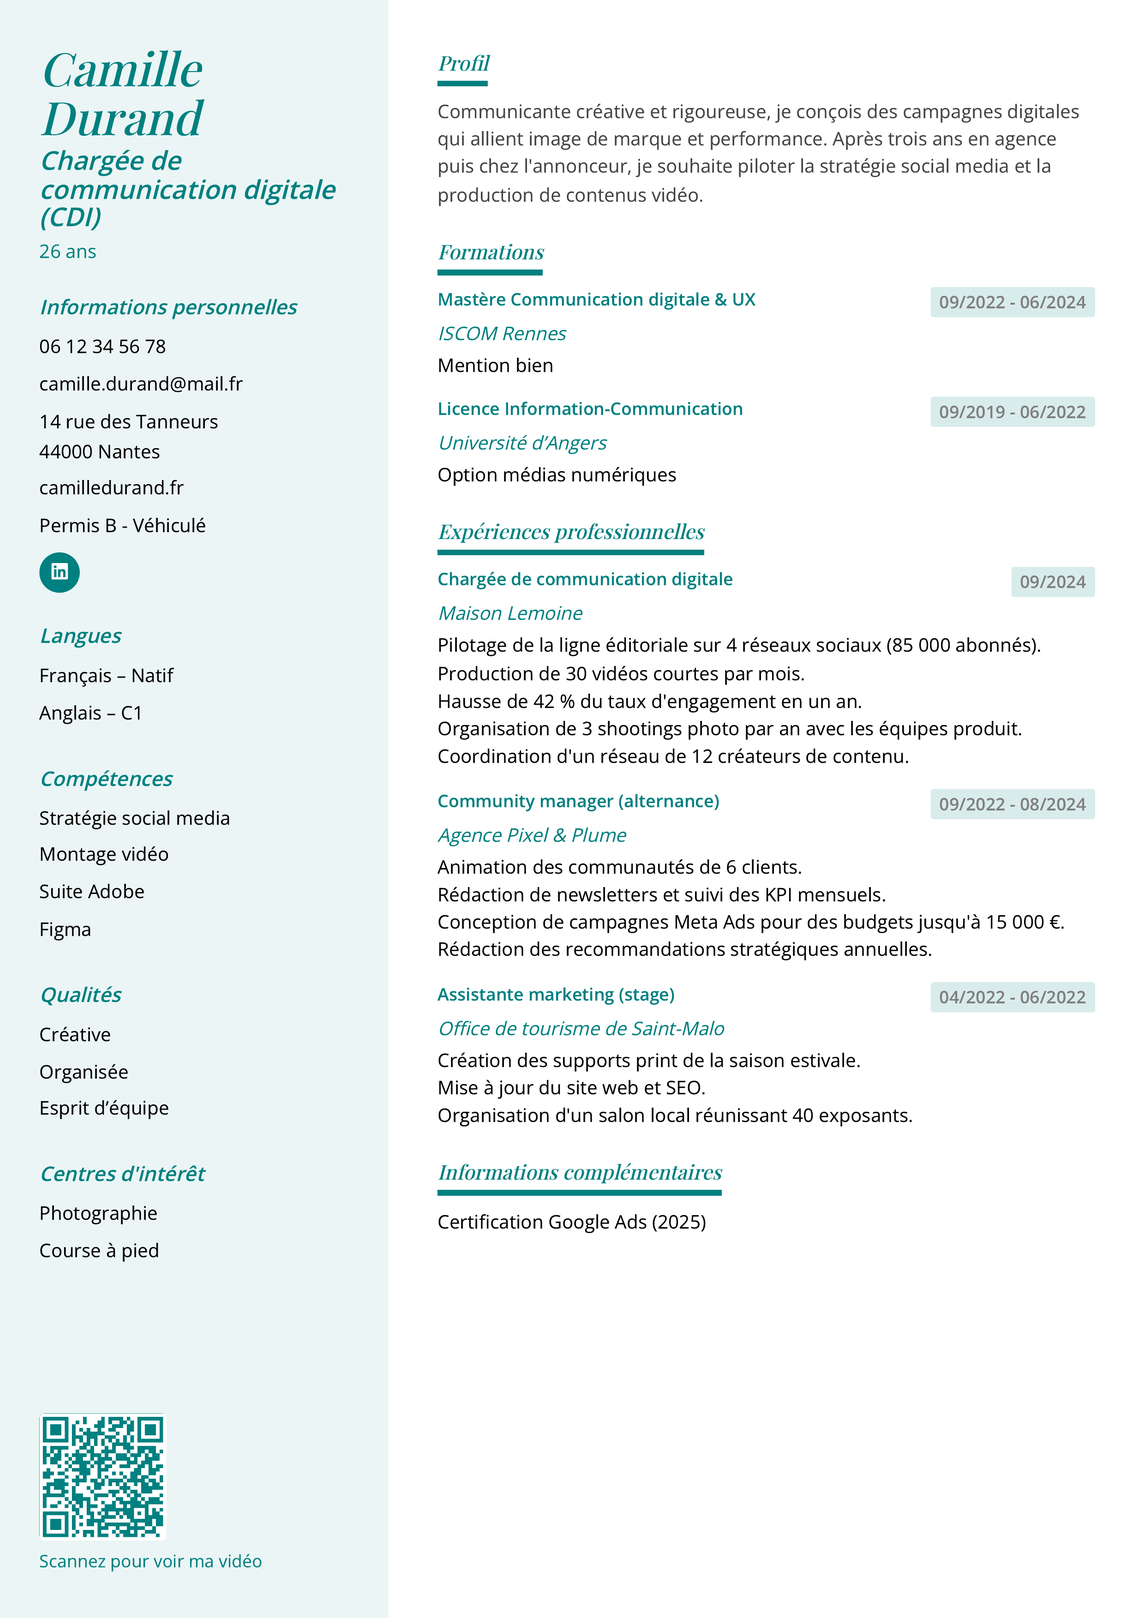 Camille
Durand
Chargée de
communication digitale
(CDI)
26 ans
Informations personnelles
06 12 34 56 78
camille.durand@mail.fr
14 rue des Tanneurs
44000 Nantes
camilledurand.fr
Permis B - Véhiculé
in
Langues
Français – Natif
Anglais – C1
Compétences
Stratégie social media
Montage vidéo
Suite Adobe
Figma
Qualités
Créative
Organisée
Esprit d’équipe
Centres d'intérêt
Photographie
Course à pied
Scannez pour voir ma vidéo
Profil
Communicante créative et rigoureuse, je conçois des campagnes digitales
qui allient image de marque et performance. Après trois ans en agence
puis chez l'annonceur, je souhaite piloter la stratégie social media et la
production de contenus vidéo.
Formations
Mastère Communication digitale & UX 09/2022 - 06/2024
ISCOM Rennes
Mention bien
Licence Information-Communication 09/2019 - 06/2022
Université d’Angers
Option médias numériques
Expériences professionnelles
Chargée de communication digitale 09/2024
Maison Lemoine
Pilotage de la ligne éditoriale sur 4 réseaux sociaux (85 000 abonnés).
Production de 30 vidéos courtes par mois.
Hausse de 42 % du taux d'engagement en un an.
Organisation de 3 shootings photo par an avec les équipes produit.
Coordination d'un réseau de 12 créateurs de contenu.
Community manager (alternance) 09/2022 - 08/2024
Agence Pixel & Plume
Animation des communautés de 6 clients.
Rédaction de newsletters et suivi des KPI mensuels.
Conception de campagnes Meta Ads pour des budgets jusqu'à 15 000 €.
Rédaction des recommandations stratégiques annuelles.
Assistante marketing (stage) 04/2022 - 06/2022
Office de tourisme de Saint-Malo
Création des supports print de la saison estivale.
Mise à jour du site web et SEO.
Organisation d'un salon local réunissant 40 exposants.
Informations complémentaires
Certification Google Ads (2025)